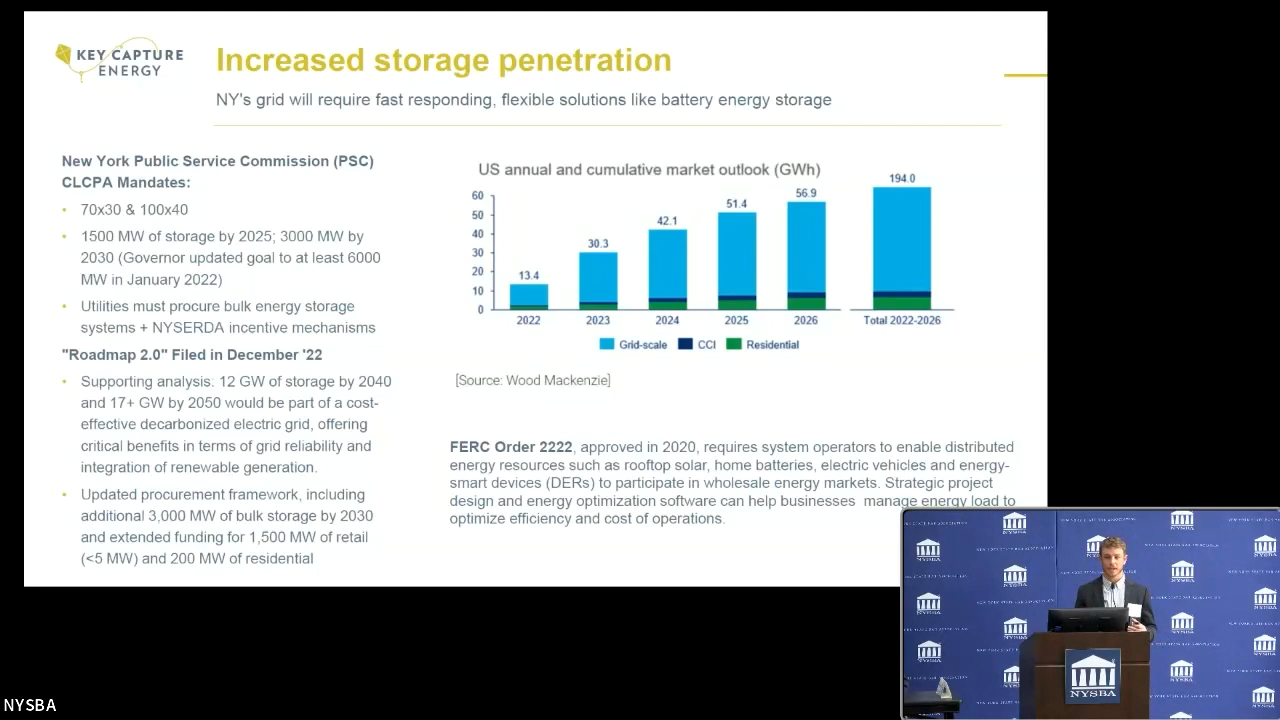 KEY CAPTURE
ENERGY
Increased storage penetration
NY's grid will require fast responding, flexible solutions like battery energy storage
New York Public Service Commission (PSC)
CLCPA Mandates:
• 70x30 & 100x40
• 1500 MW of storage by 2025; 3000 MW by
2030 (Governor updated goal to at least 6000
MW in January 2022)
• Utilities must procure bulk energy storage
systems + NYSERDA incentive mechanisms
"Roadmap 2.0" Filed in December '22
• Supporting analysis: 12 GW of storage by 2040
and 17+ GW by 2050 would be part of a cost-
effective decarbonized electric grid, offering
critical benefits in terms of grid reliability and
integration of renewable generation.
• Updated procurement framework, including
additional 3,000 MW of bulk storage by 2030
and extended funding for 1,500 MW of retail
(<5 MW) and 200 MW of residential
US annual and cumulative market outlook (GWh)
60
50
40
30
20
10
0
13.4
30.3
42.1
51.4
56.9
194.0
2022 2023 2024 2025 2026 Total 2022-2026
Grid-scale CCI Residential
[Source: Wood Mackenzie]
FERC Order 2222, approved in 2020, requires system operators to enable distributed
energy resources such as rooftop solar, home batteries, electric vehicles and energy-
smart devices (DERs) to participate in wholesale energy markets. Strategic project
design and energy optimization software can help businesses manage energy load to
optimize efficiency and cost of operations.
NYSBA
NYSBA